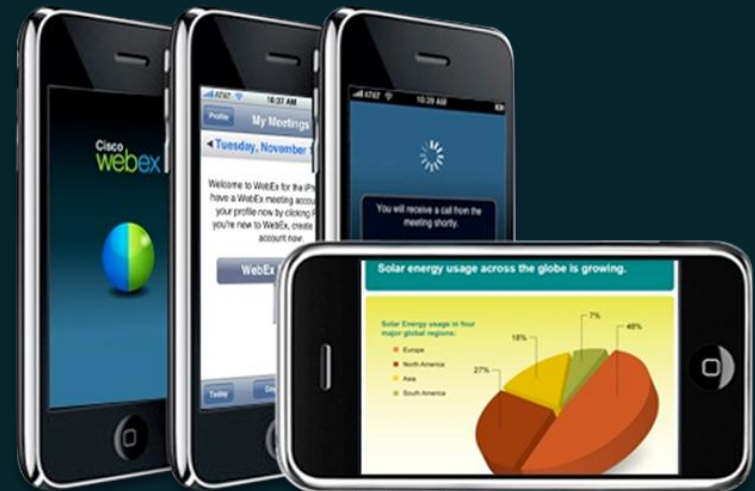 Cisco
webex
AT&T 10:37 AM
Profile My Meetings
Tuesday, November
Welcome to WebEx for the
have a WebEx meeting
your profile now by clicking
you're new to WebEx, create
account now.
WebEx
Today
AT&T 10:39 AM
You will receive a call from the
meeting shortly.
Solar energy usage across the globe is growing.
Solar Energy usage in four
major global regions:
Europe
North America
Asia
South America
27%
18%
7%
48%